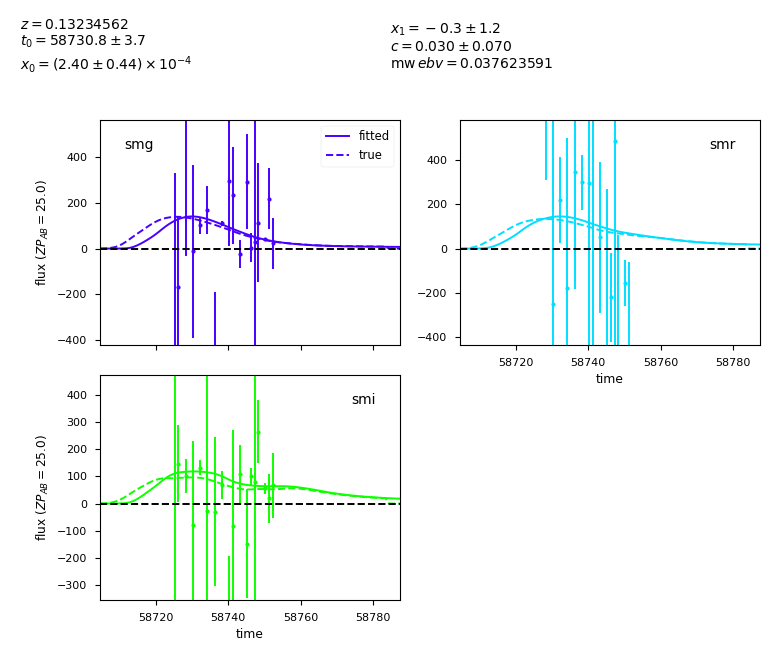 z = 0.13234562
t₀ = 58730.8 ± 3.7
x₀ = (2.40 ± 0.44) × 10⁻⁴
x₁ = −0.3 ± 1.2
c = 0.030 ± 0.070
mw ebv = 0.037623591
smg
fitted
true
flux (ZP_AB = 25.0)
400
200
0
−200
−400
smr
400
200
0
−200
−400
58720 58740 58760 58780
time
smi
flux (ZP_AB = 25.0)
400
300
200
100
0
−100
−200
−300
58720 58740 58760 58780
time